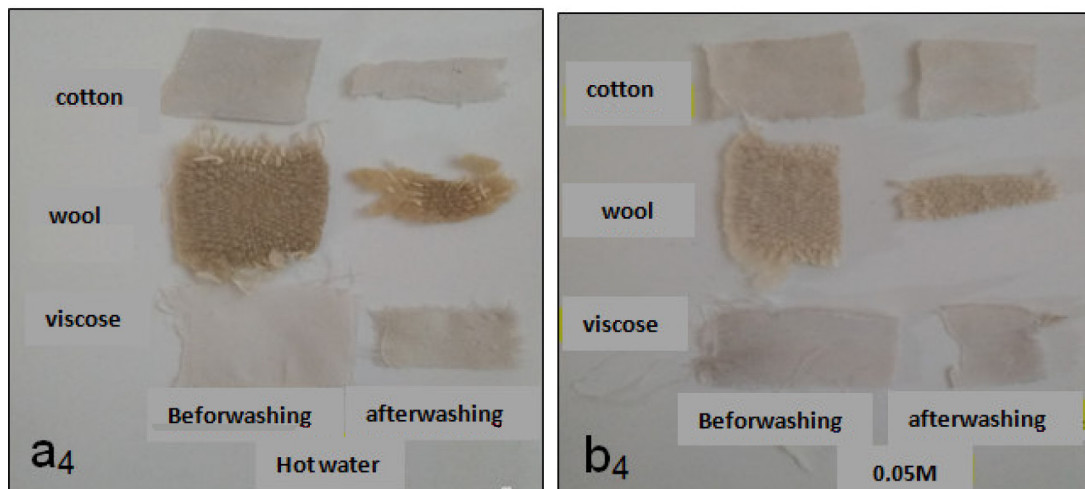 cotton
wool
viscose
Beforwashing afterwashing
Hot water
a4
cotton
wool
viscose
Beforwashing afterwashing
0.05M
b4